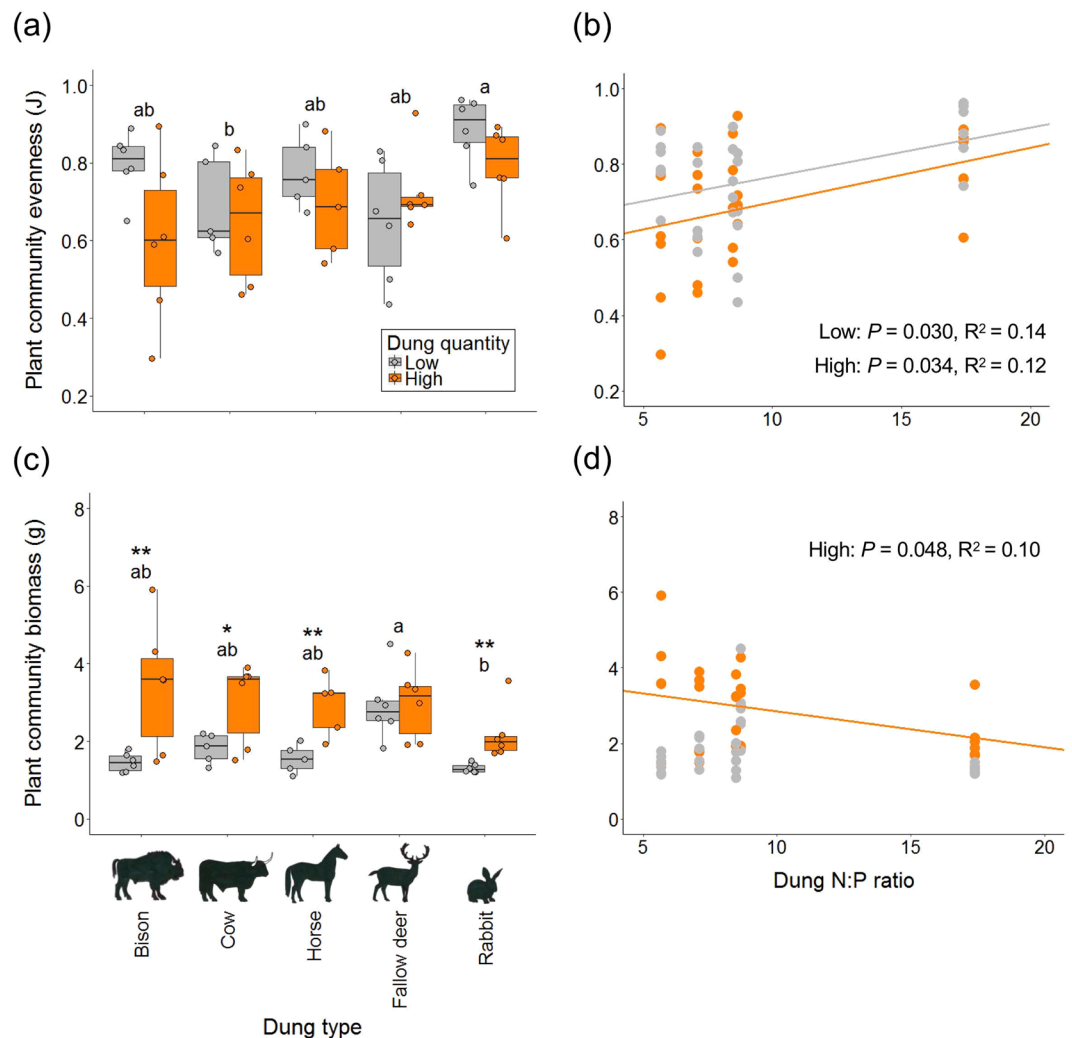 (a)
Plant community evenness (J)
1.0
0.8
0.6
0.4
0.2
ab
b
ab
ab
a
Dung quantity
Low
High
(b)
1.0
0.8
0.6
0.4
0.2
Low: P = 0.030, R² = 0.14
High: P = 0.034, R² = 0.12
5
10
15
20
(c)
Plant community biomass (g)
8
6
4
2
0
**
ab
*
ab
**
ab
a
**
b
Bison
Cow
Horse
Fallow deer
Rabbit
Dung type
(d)
8
6
4
2
0
High: P = 0.048, R² = 0.10
5
10
15
20
Dung N:P ratio